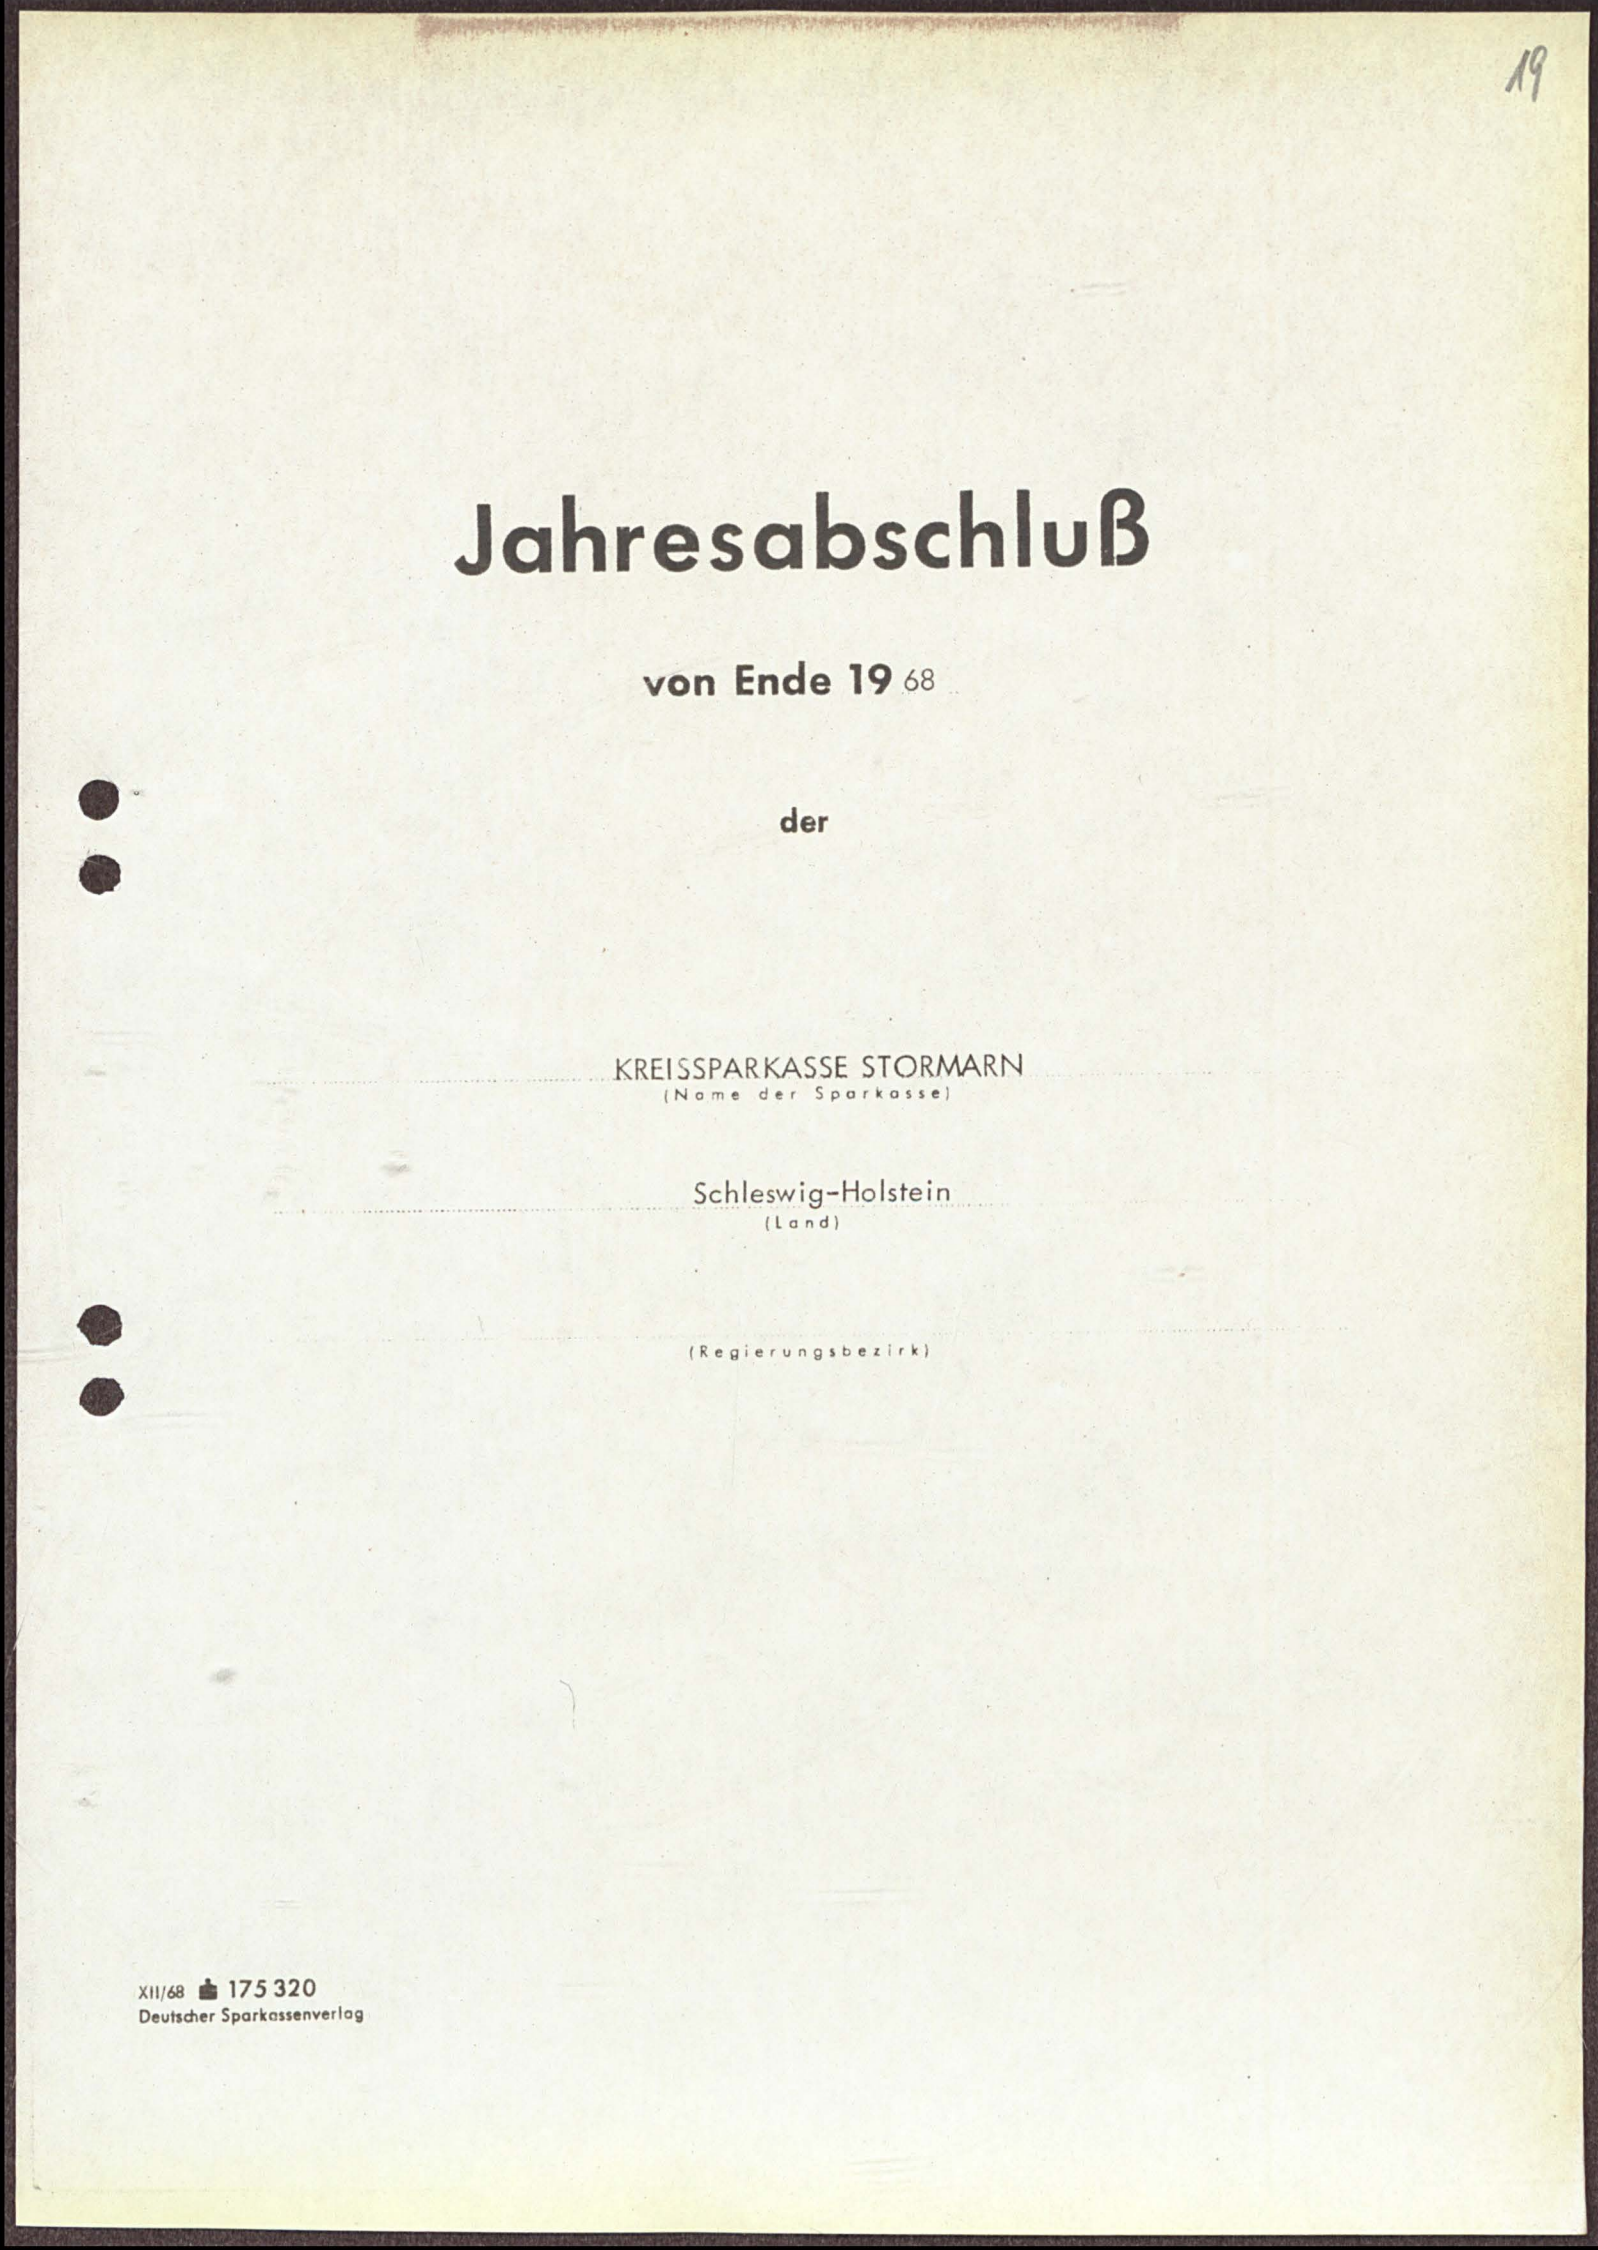 19
Jahresabschluß
von Ende 19 68
der
KREISSPARKASSE STORMARN
(Name der Sparkasse)
Schleswig-Holstein
(Land)
(Regierungsbezirk)
XII/68 175 320
Deutscher Sparkassenverlag